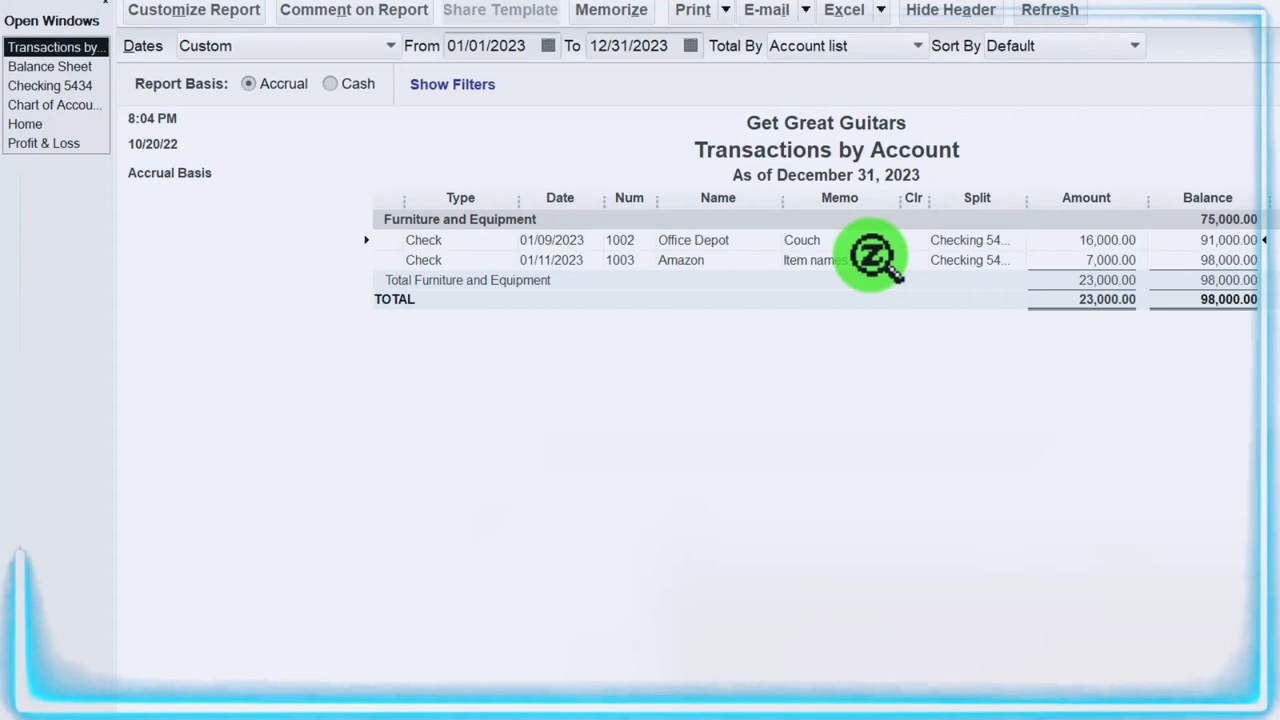 Customize Report Comment on Report Share Template Memorize Print E-mail Excel Hide Header Refresh
Open Windows
Transactions by...
Balance Sheet
Checking 5434
Chart of Accou...
Home
Profit & Loss
Dates Custom From 01/01/2023 To 12/31/2023 Total By Account list Sort By Default
Report Basis: Accrual Cash Show Filters
8:04 PM
10/20/22
Accrual Basis
Get Great Guitars
Transactions by Account
As of December 31, 2023
Type Date Num Name Memo Clr Split Amount Balance
Furniture and Equipment 75,000.00
Check 01/09/2023 1002 Office Depot Couch Checking 54... 16,000.00 91,000.00
Check 01/11/2023 1003 Amazon Item names Checking 54... 7,000.00 98,000.00
Total Furniture and Equipment 23,000.00 98,000.00
TOTAL 23,000.00 98,000.00